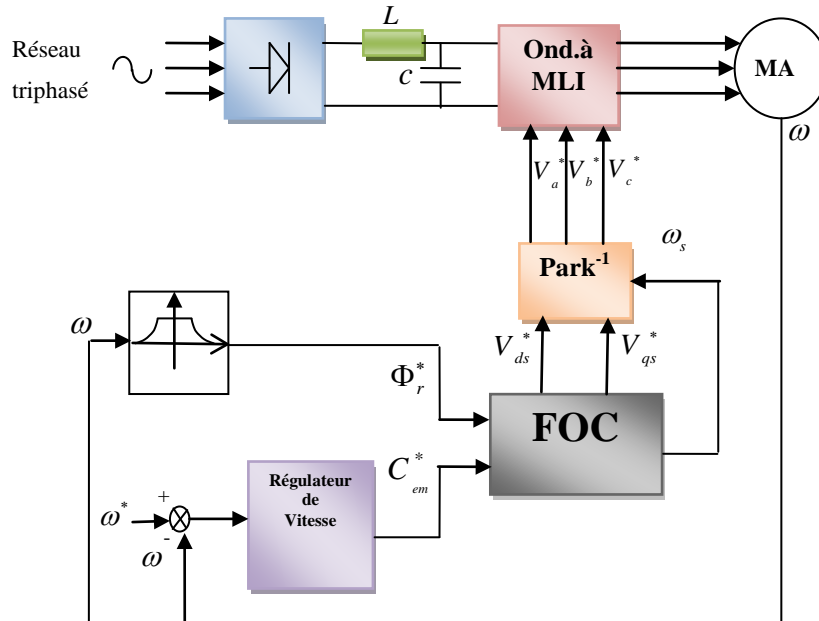 Réseau
triphasé
L
c
Ond.à
MLI
MA
ω
V_a^* V_b^* V_c^*
Park⁻¹
ω_s
ω
V_ds^* V_qs^*
Φ_r^*
FOC
C_em^*
Régulateur
de
Vitesse
+
ω*
-
ω